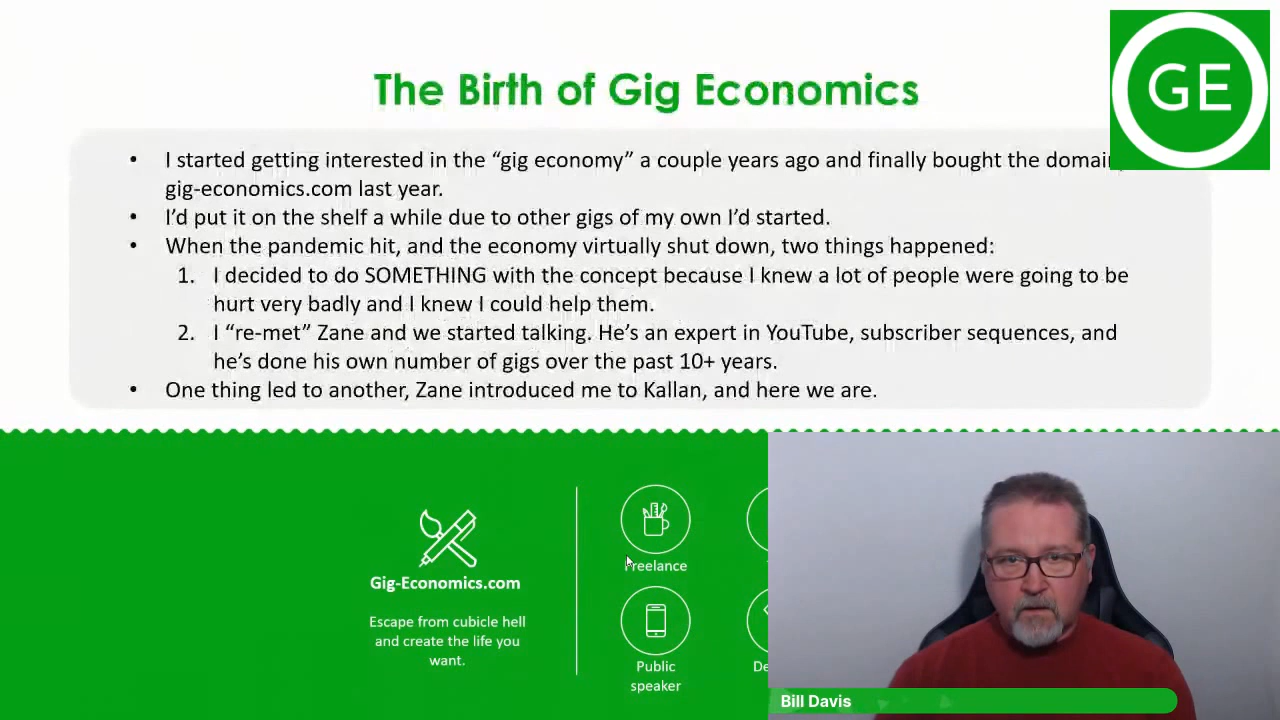 The Birth of Gig Economics
GE
• I started getting interested in the “gig economy” a couple years ago and finally bought the domain,
gig-economics.com last year.
• I’d put it on the shelf a while due to other gigs of my own I’d started.
• When the pandemic hit, and the economy virtually shut down, two things happened:
1. I decided to do SOMETHING with the concept because I knew a lot of people were going to be
hurt very badly and I knew I could help them.
2. I “re-met” Zane and we started talking. He’s an expert in YouTube, subscriber sequences, and
he’s done his own number of gigs over the past 10+ years.
• One thing led to another, Zane introduced me to Kallan, and here we are.
Gig-Economics.com
Escape from cubicle hell
and create the life you
want.
Freelance
Public
speaker
Bill Davis